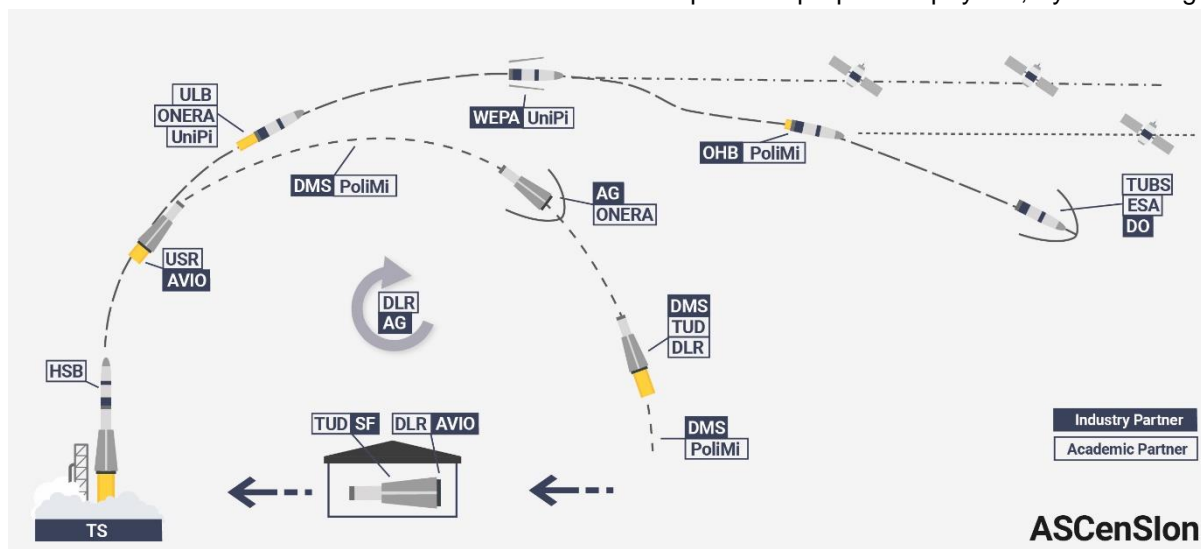 ULB
ONERA
UniPi
WEPA UniPi
OHB PoliMi
DMS PoliMi
AG
ONERA
TUBS
ESA
DO
USR
AVIO
DLR
AG
DMS
TUD
DLR
HSB
TUD SF DLR AVIO
DMS
PoliMi
Industry Partner
Academic Partner
TS
ASCenSIon